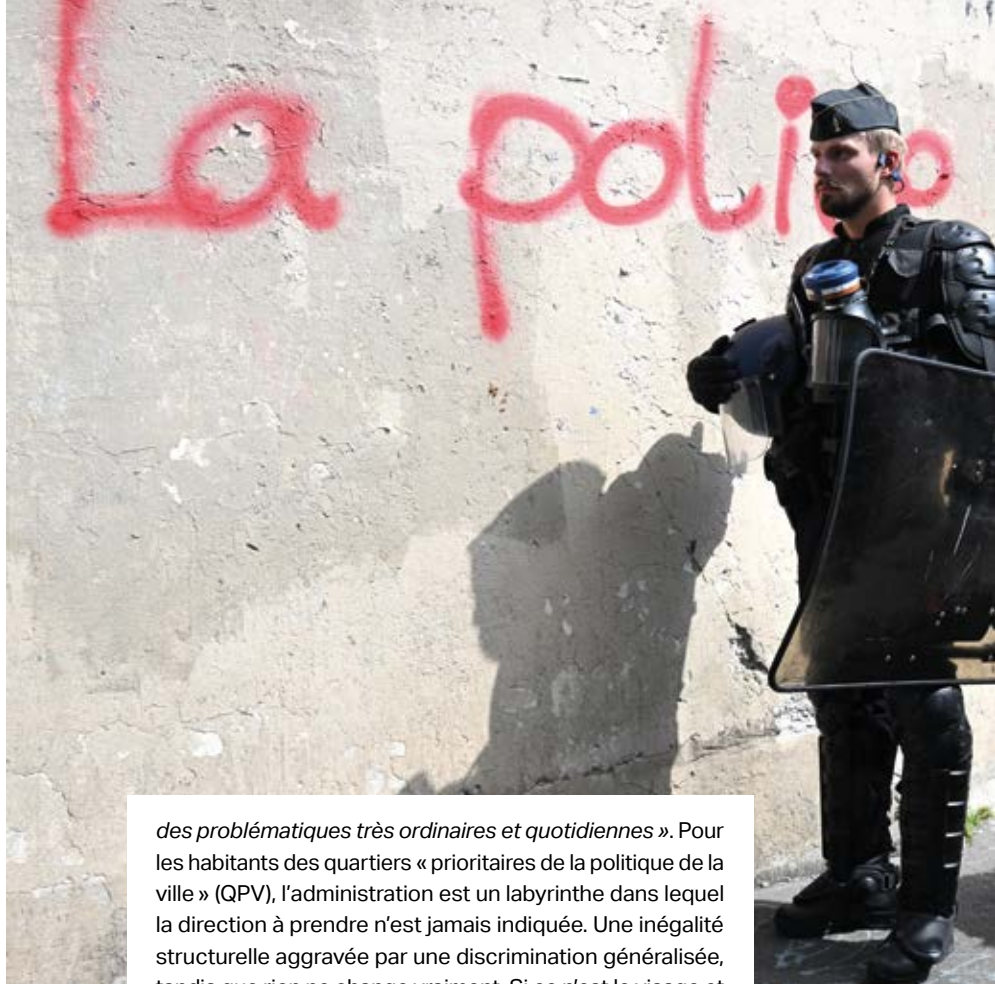 La poli
des problématiques très ordinaires et quotidiennes ». Pour
les habitants des quartiers « prioritaires de la politique de la
ville » (QPV), l'administration est un labyrinthe dans lequel
la direction à prendre n'est jamais indiquée. Une inégalité
structurelle aggravée par une discrimination généralisée,
tandis que rien ne change vraiment. Si ce n'est le visage et